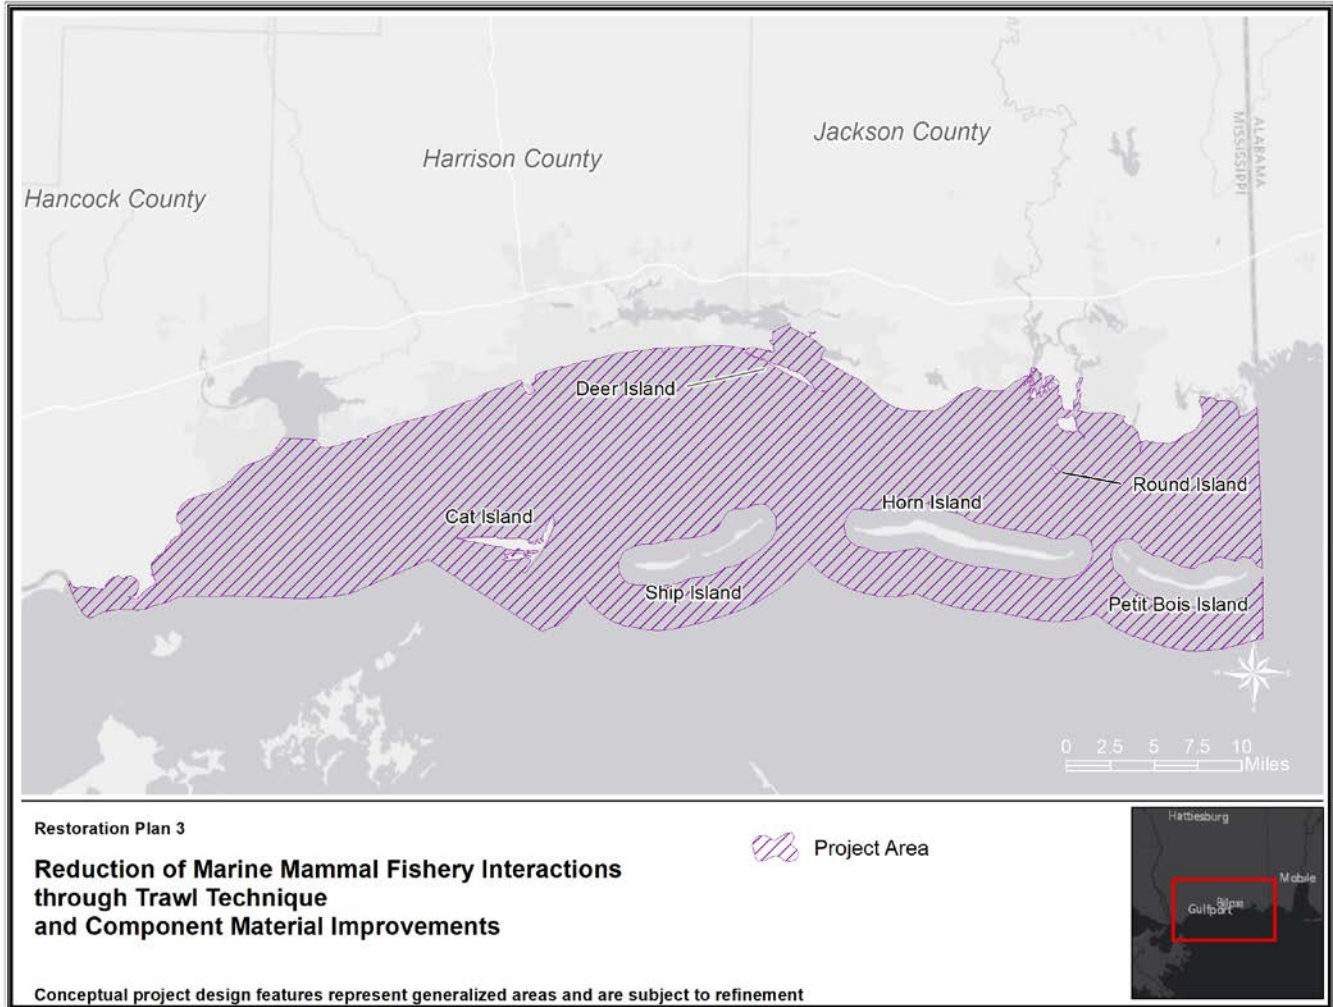 Jackson County
Harrison County
Hancock County
ALABAMA
MISSISSIPPI
Deer Island
Round Island
Horn Island
Cat Island
Ship Island
Petit Bois Island
0 2.5 5 7.5 10
Miles
Restoration Plan 3
Reduction of Marine Mammal Fishery Interactions
through Trawl Technique
and Component Material Improvements
Conceptual project design features represent generalized areas and are subject to refinement
Project Area
Hattiesburg
Mobile
Biloxi
Gulfport